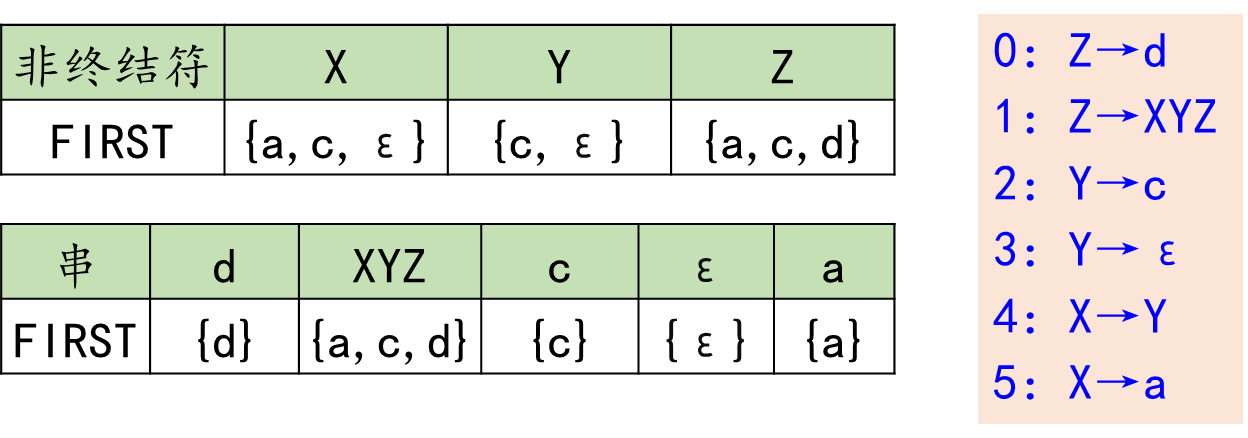 非终结符 X Y Z
FIRST {a,c, ε} {c, ε} {a,c,d}
串 d XYZ c ε a
FIRST {d} {a,c,d} {c} {ε} {a}
0: Z→d
1: Z→XYZ
2: Y→c
3: Y→ ε
4: X→Y
5: X→a